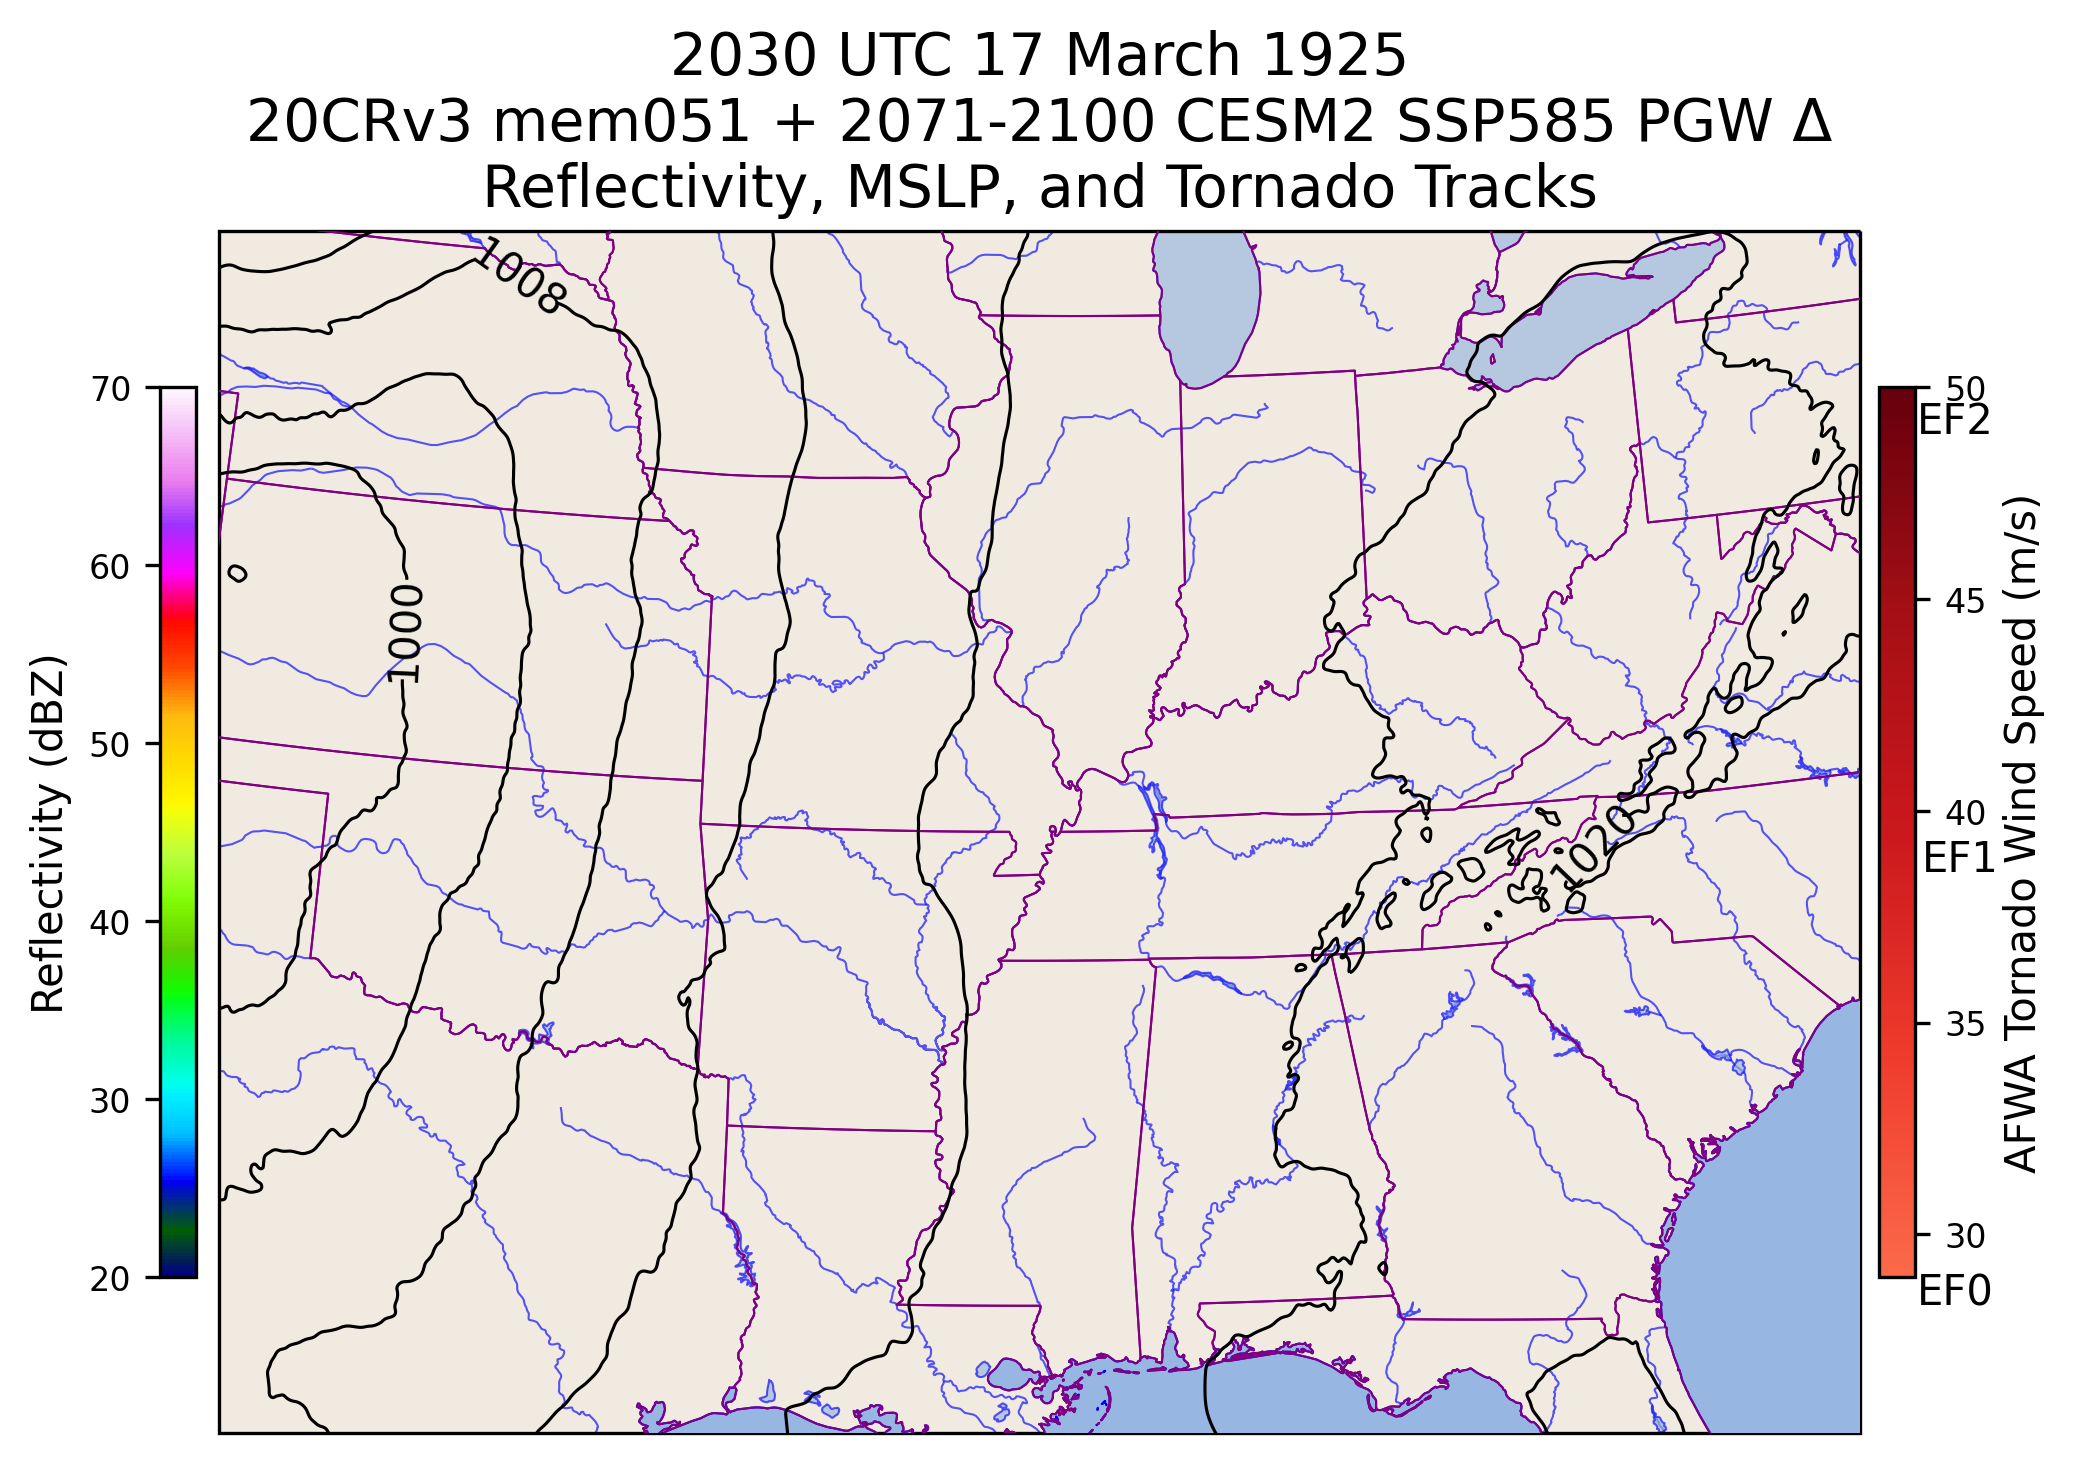 2030 UTC 17 March 1925
20CRv3 mem051 + 2071-2100 CESM2 SSP585 PGW Δ
Reflectivity, MSLP, and Tornado Tracks
1008
1000
1020
Reflectivity (dBZ)
70
60
50
40
30
20
50
EF2
45
40
EF1
35
30
EF0
AFWA Tornado Wind Speed (m/s)